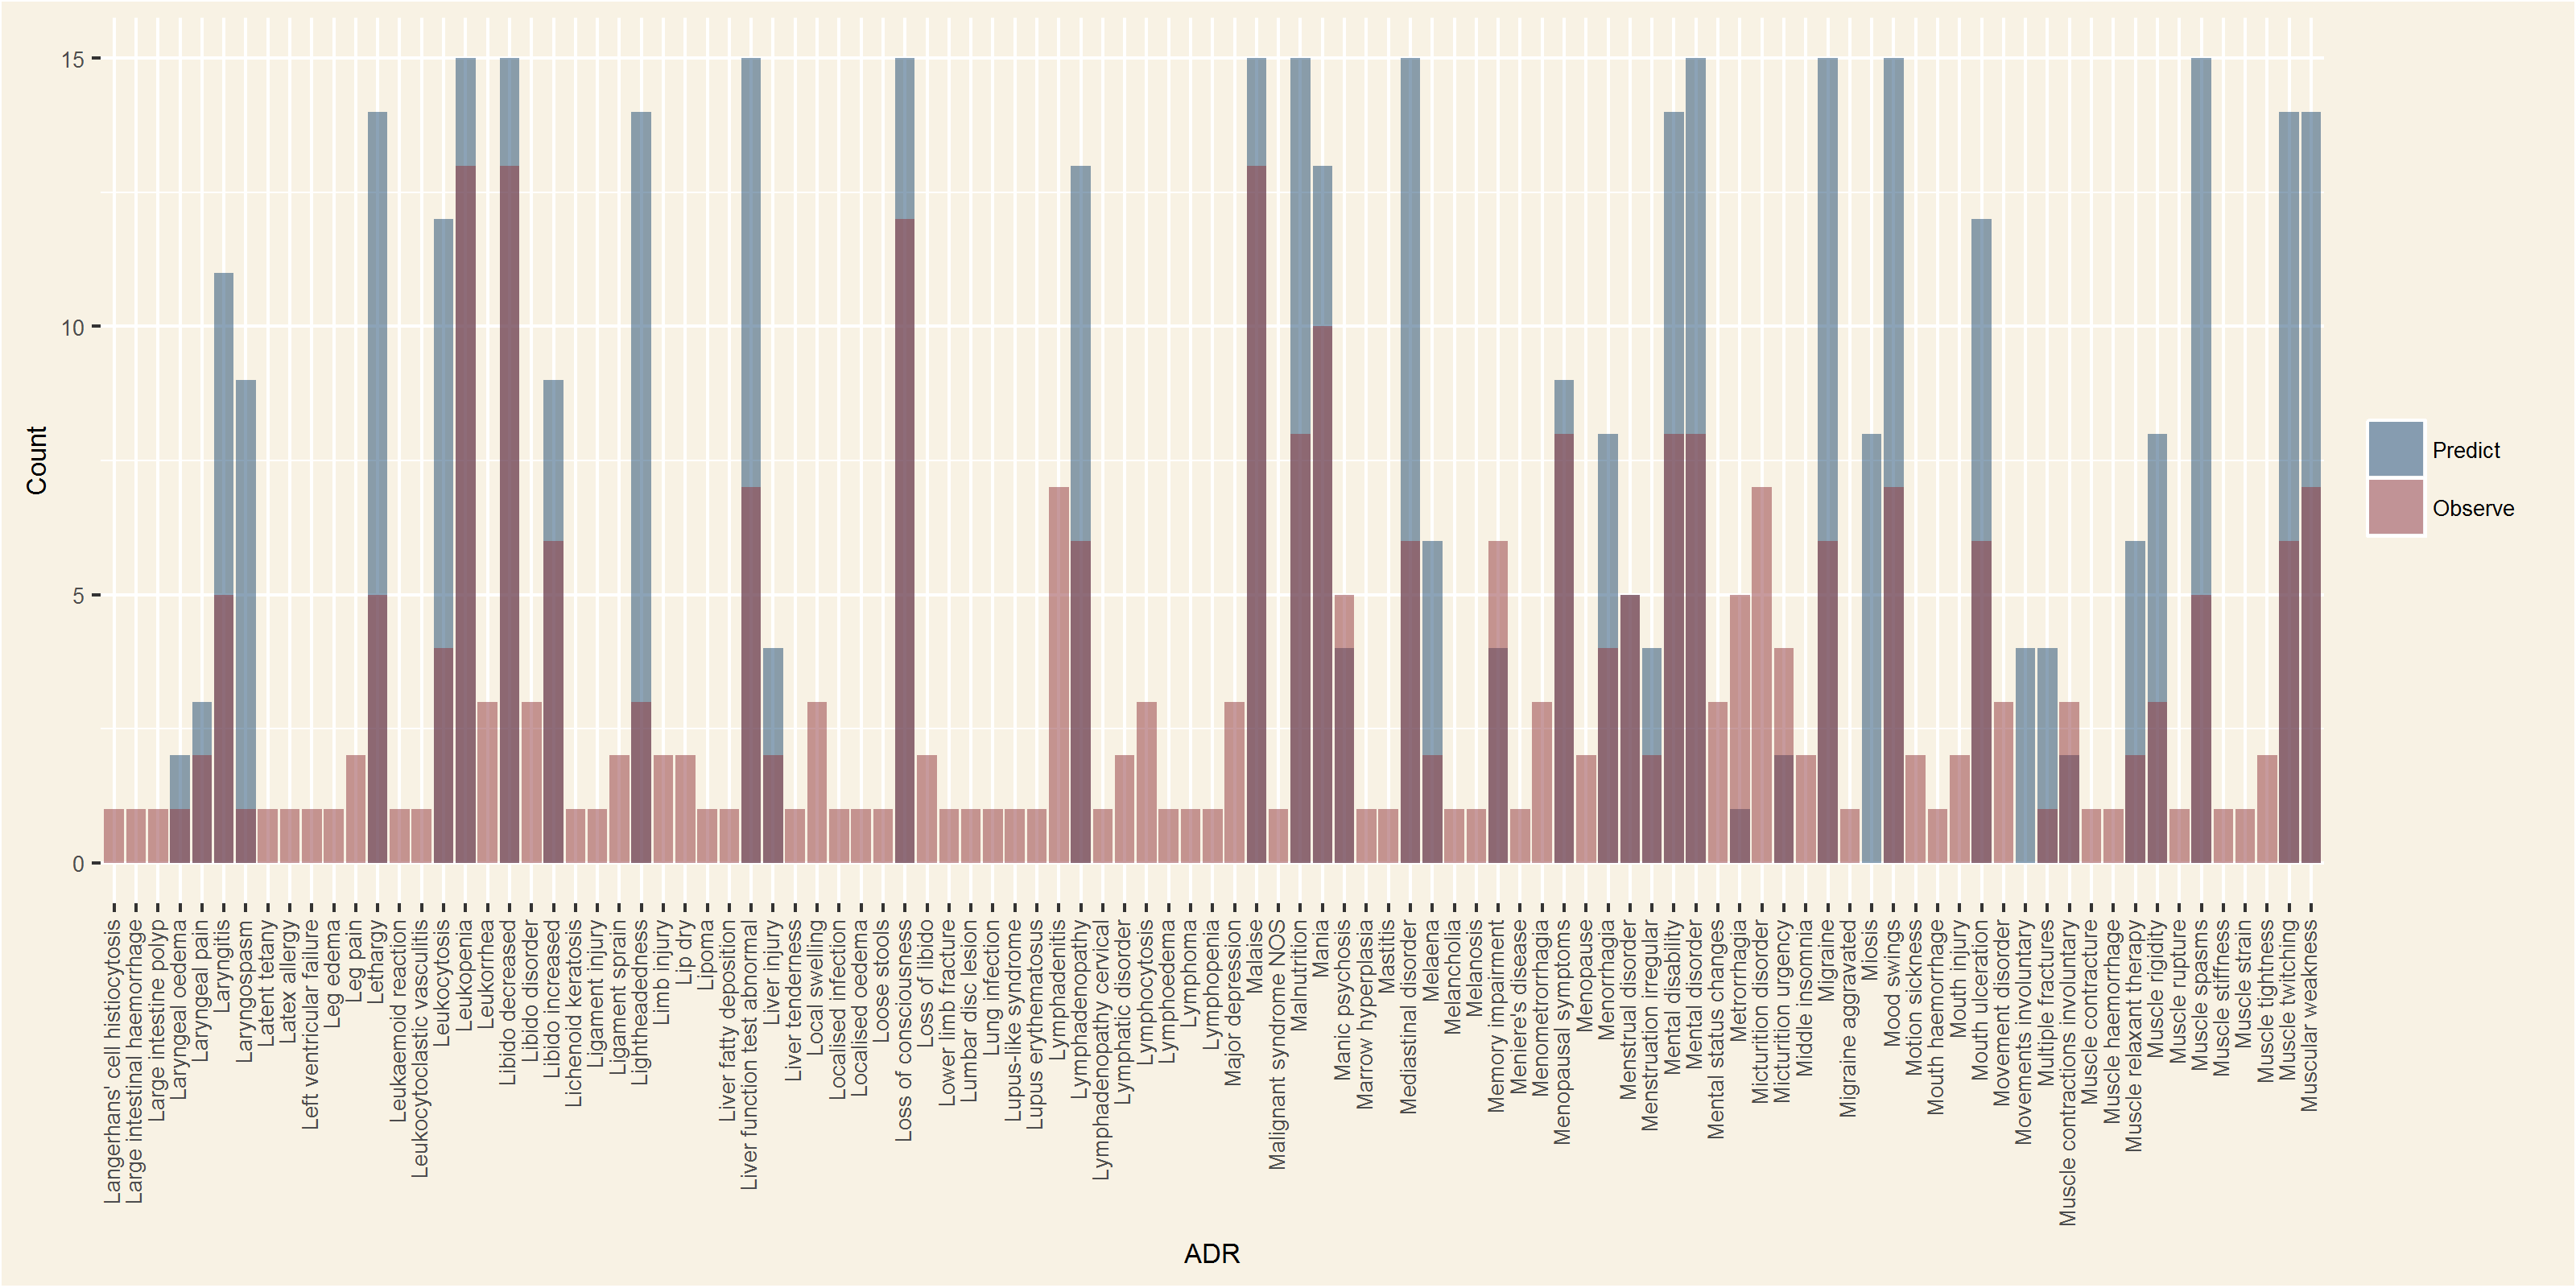 15
10
5
0
Count
Langerhans' cell histiocytosis
Large intestinal haemorrhage
Large intestine polyp
Laryngeal oedema
Laryngeal pain
Laryngitis
Laryngospasm
Latent tetany
Latex allergy
Left ventricular failure
Leg edema
Leg pain
Lethargy
Leukaemoid reaction
Leukocytoclastic vasculitis
Leukocytosis
Leukopenia
Leukorrhea
Libido decreased
Libido disorder
Libido increased
Lichenoid keratosis
Ligament injury
Ligament sprain
Lightheadedness
Limb injury
Lip dry
Lipoma
Liver fatty deposition
Liver function test abnormal
Liver injury
Liver tenderness
Local swelling
Localised infection
Localised oedema
Loose stools
Loss of consciousness
Loss of libido
Lower limb fracture
Lumbar disc lesion
Lung infection
Lupus-like syndrome
Lupus erythematosus
Lymphadenitis
Lymphadenopathy
Lymphadenopathy cervical
Lymphatic disorder
Lymphocytosis
Lymphoedema
Lymphoma
Lymphopenia
Major depression
Malaise
Malignant syndrome NOS
Malnutrition
Mania
Manic psychosis
Marrow hyperplasia
Mastitis
Mediastinal disorder
Melaena
Melancholia
Melanosis
Memory impairment
Meniere's disease
Menometrorrhagia
Menopausal symptoms
Menopause
Menorrhagia
Menstrual disorder
Menstruation irregular
Mental disability
Mental disorder
Mental status changes
Metrorrhagia
Micturition disorder
Micturition urgency
Middle insomnia
Migraine
Migraine aggravated
Miosis
Mood swings
Motion sickness
Mouth haemorrhage
Mouth injury
Mouth ulceration
Movement disorder
Movements involuntary
Multiple fractures
Muscle contractions involuntary
Muscle contracture
Muscle haemorrhage
Muscle relaxant therapy
Muscle rigidity
Muscle rupture
Muscle spasms
Muscle stiffness
Muscle strain
Muscle tightness
Muscle twitching
Muscular weakness
ADR
Predict
Observe